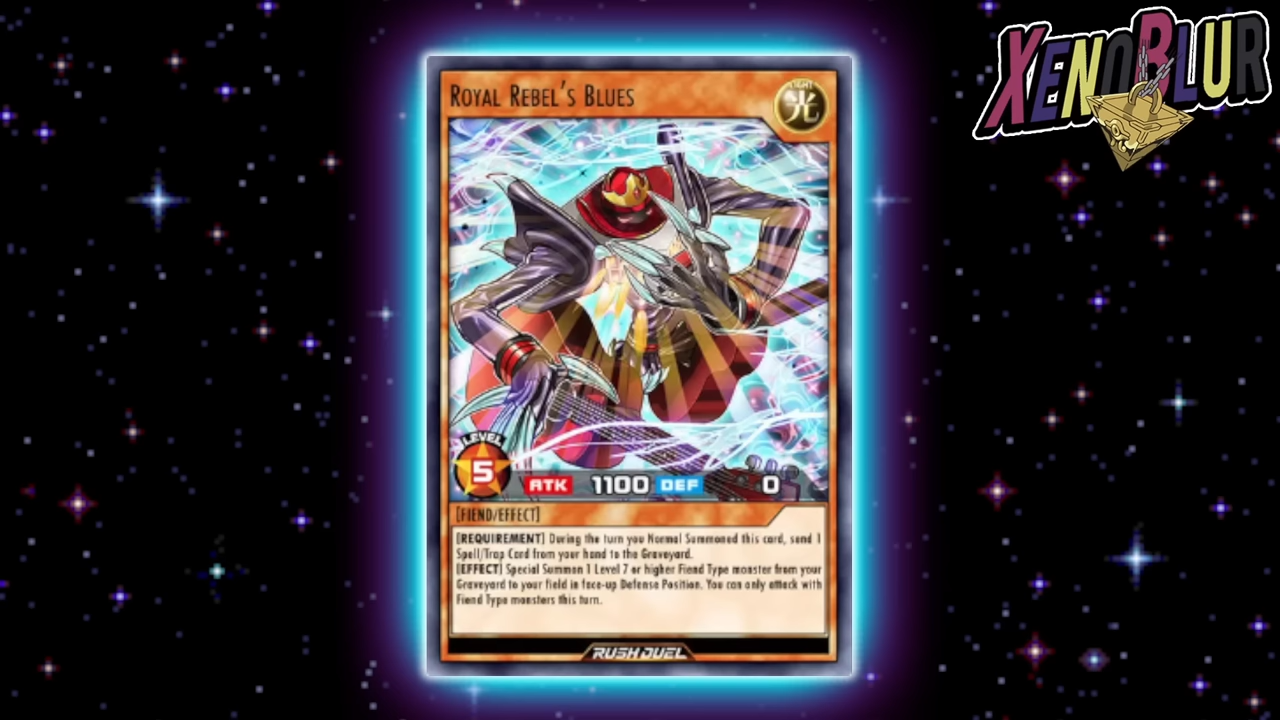 XENOBLUR
ROYAL REBEL'S BLUES
LIGHT
光
LEVEL
5
ATK 1100 DEF 0
[FIEND/EFFECT]
[REQUIREMENT] During the turn you Normal Summoned this card, send 1
Spell/Trap Card from your hand to the Graveyard.
[EFFECT] Special Summon 1 Level 7 or higher Fiend Type monster from your
Graveyard to your field in face-up Defense Position. You can only attack with
Fiend Type monsters this turn.
RUSH DUEL